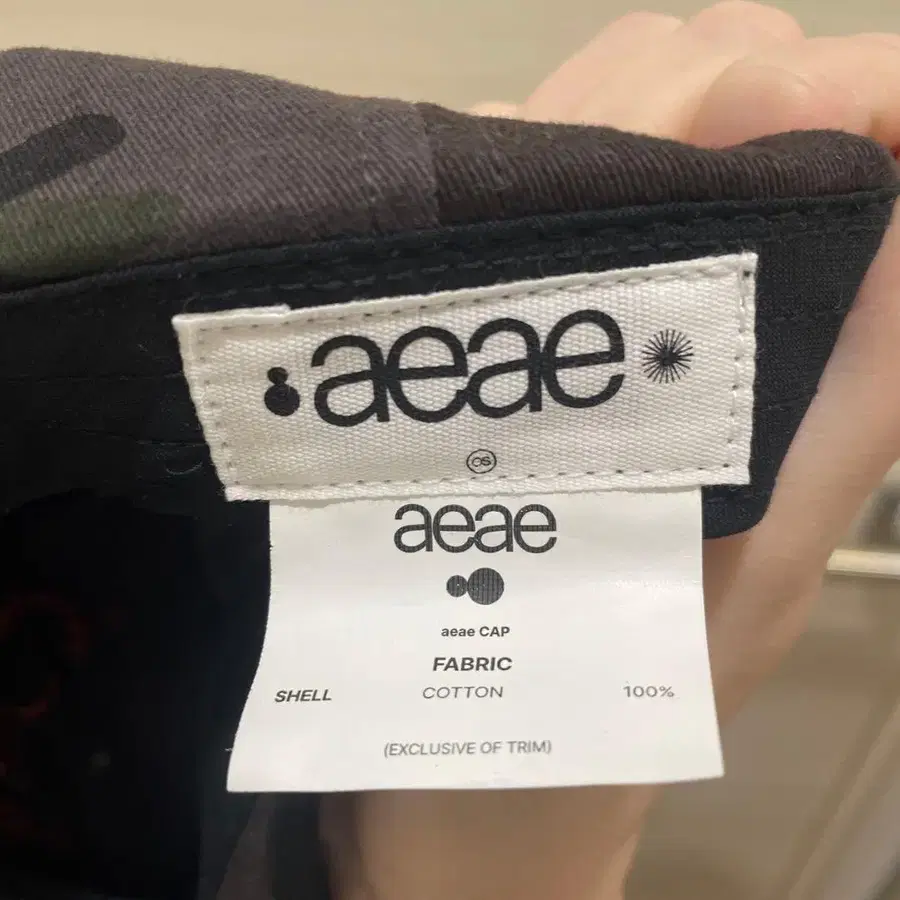 aeae
OS
aeae
aeae CAP
FABRIC
SHELL COTTON 100%
(EXCLUSIVE OF TRIM)